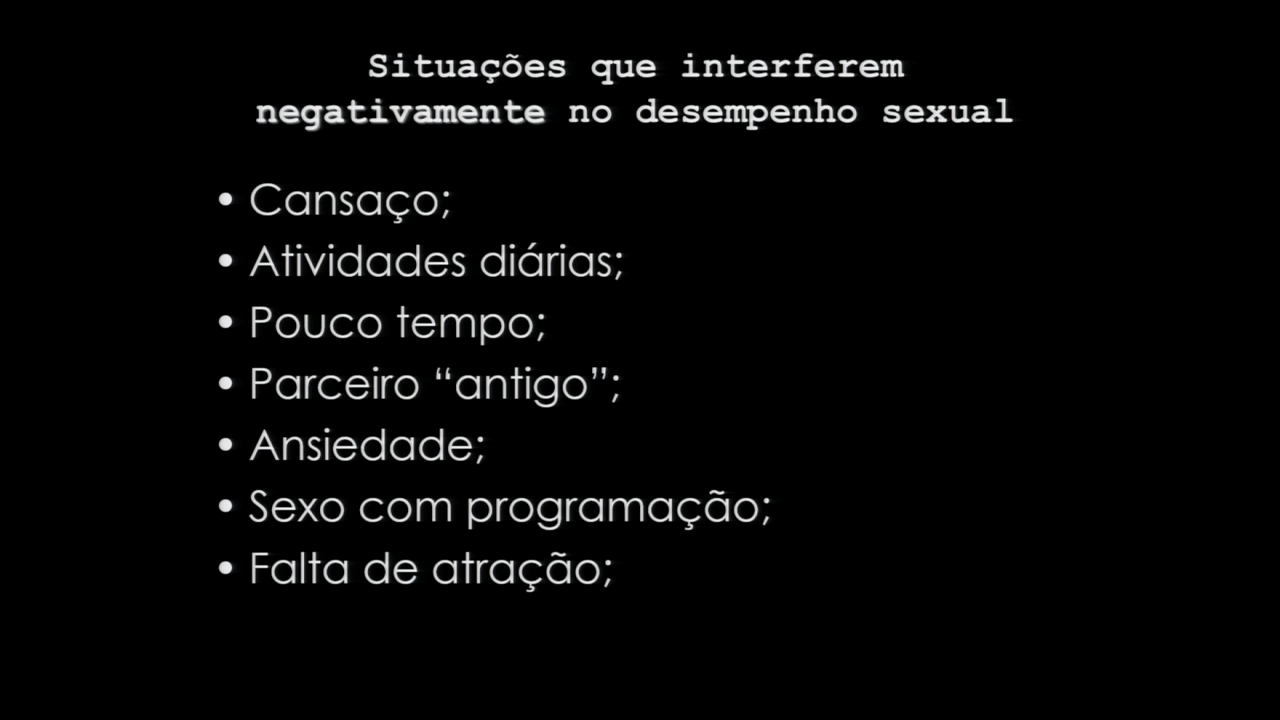 Situações que interferem
negativamente no desempenho sexual
• Cansaço;
• Atividades diárias;
• Pouco tempo;
• Parceiro “antigo”;
• Ansiedade;
• Sexo com programação;
• Falta de atração;